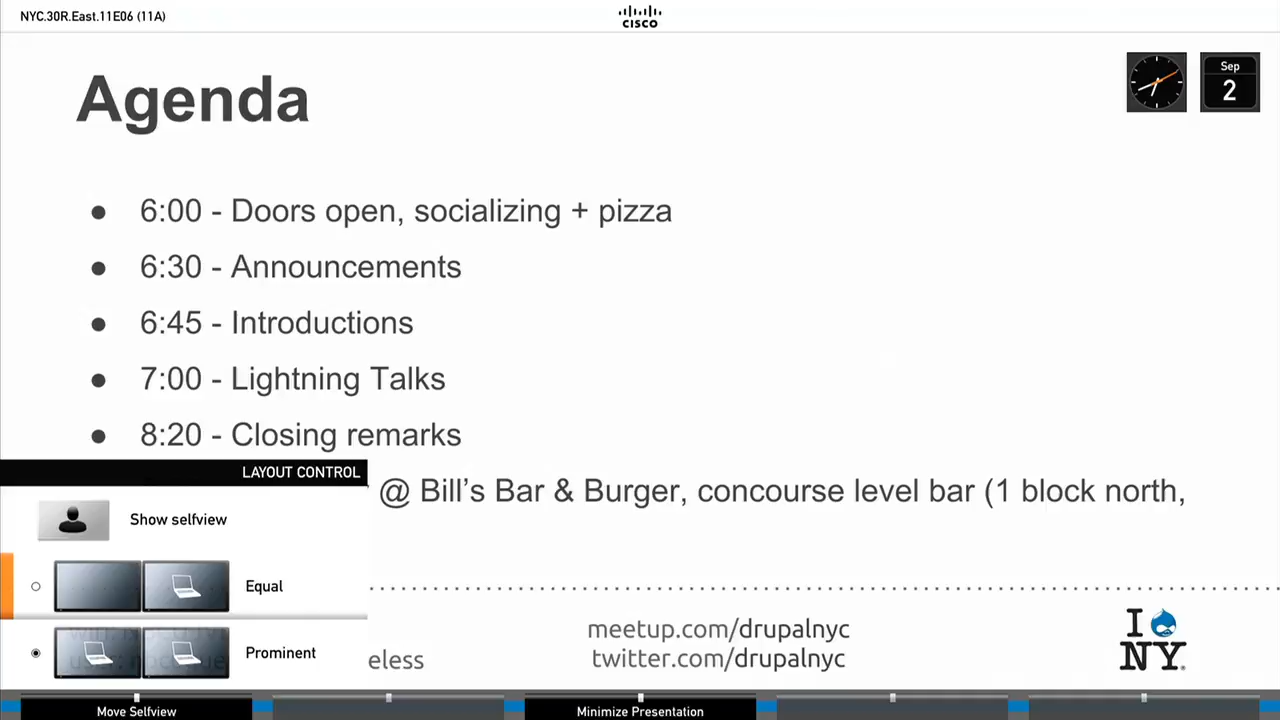 NYC.30R.East.11E06 (11A)
cisco
Agenda
Sep
2
● 6:00 - Doors open, socializing + pizza
● 6:30 - Announcements
● 6:45 - Introductions
● 7:00 - Lightning Talks
● 8:20 - Closing remarks
LAYOUT CONTROL
@ Bill's Bar & Burger, concourse level bar (1 block north,
Show selfview
Equal
meetup.com/drupalnyc
I NY
Prominent
eless
twitter.com/drupalnyc
Move Selfview
Minimize Presentation